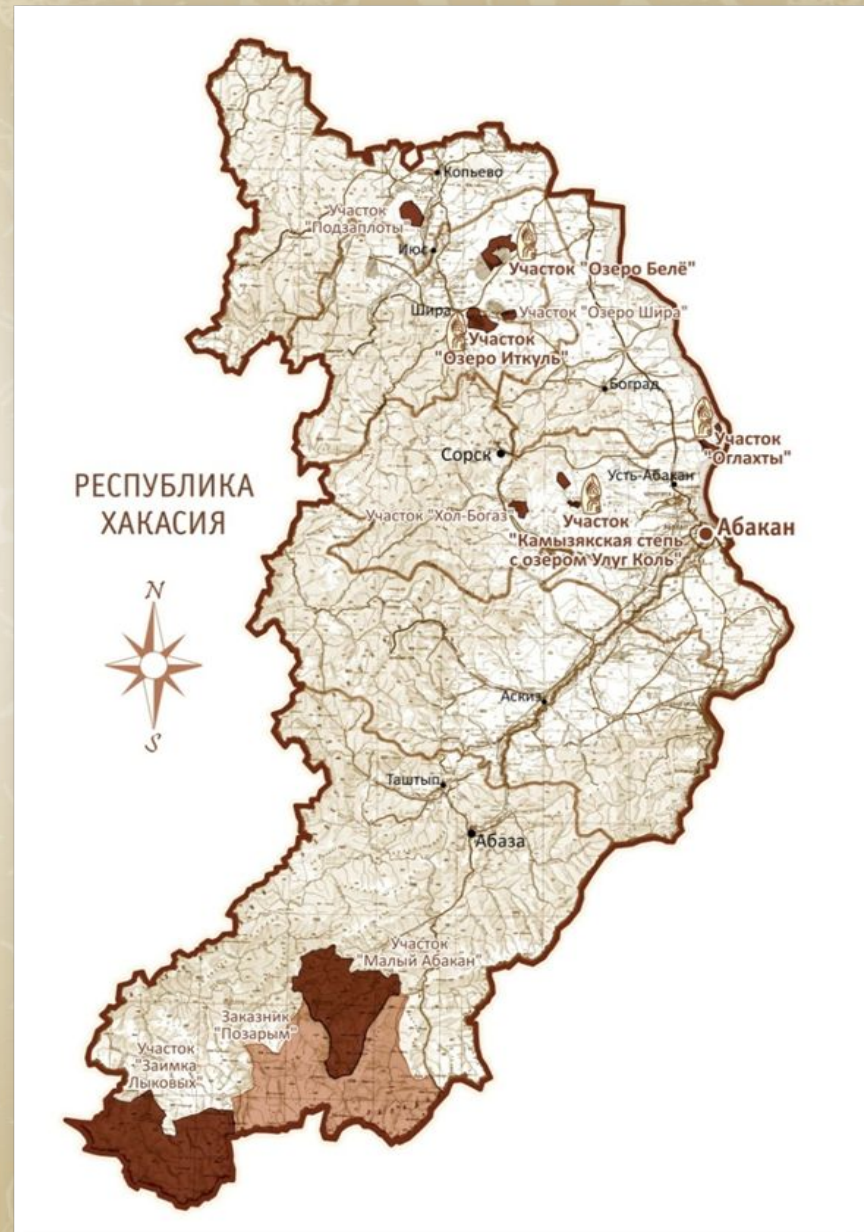 Копьево
Участок
"Подзаплоты"
Июс
Участок "Озеро Белё"
Шира
Участок "Озеро Шира"
Участок
"Озеро Иткуль"
Боград
Участок
"Оглахты"
Сорск
Усть-Абакан
РЕСПУБЛИКА
ХАКАСИЯ
Участок "Хол-Богаз"
Участок
"Камызякская степь
с озером Улуг Коль"
Абакан
N
S
Аскиз
Таштып
Абаза
Участок
"Малый Абакан"
Заказник
"Позарым"
Участок
"Заимка
Лыковых"